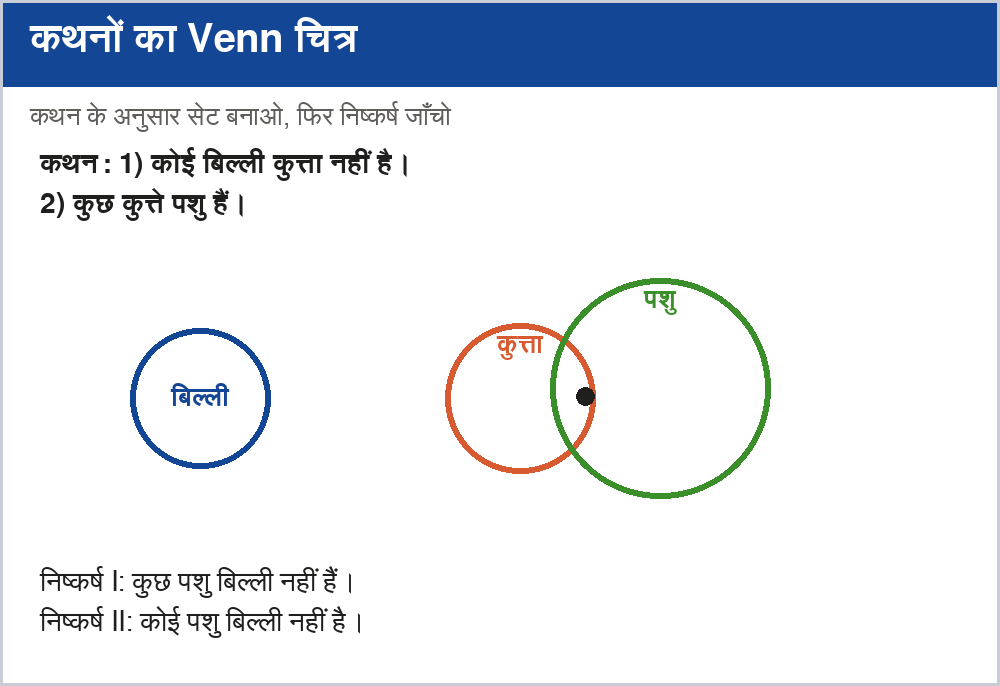 कथनों का Venn चित्र
कथन के अनुसार सेट बनाओ, फिर निष्कर्ष जाँचो
कथन: 1) कोई बिल्ली कुत्ता नहीं है।
2) कुछ कुत्ते पशु हैं।
पशु
कुत्ता
बिल्ली
निष्कर्ष I: कुछ पशु बिल्ली नहीं हैं।
निष्कर्ष II: कोई पशु बिल्ली नहीं है।